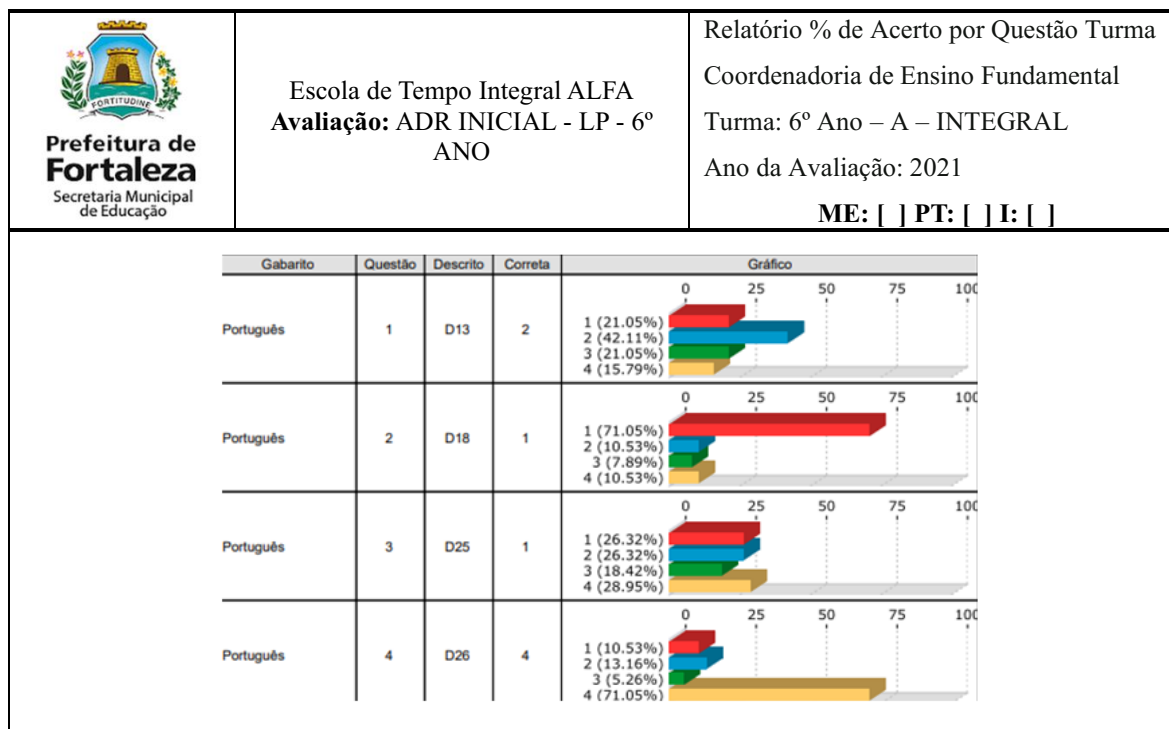 FORTITUDINE
Prefeitura de
Fortaleza
Secretaria Municipal
de Educação
Escola de Tempo Integral ALFA
Avaliação: ADR INICIAL - LP - 6º
ANO
Relatório % de Acerto por Questão Turma
Coordenadoria de Ensino Fundamental
Turma: 6º Ano – A – INTEGRAL
Ano da Avaliação: 2021
ME: [ ] PT: [ ] I: [ ]
Gabarito Questão Descrito Correta Gráfico
0 25 50 75 100
Português 1 D13 2
1 (21.05%)
2 (42.11%)
3 (21.05%)
4 (15.79%)
0 25 50 75 100
Português 2 D18 1
1 (71.05%)
2 (10.53%)
3 (7.89%)
4 (10.53%)
0 25 50 75 100
Português 3 D25 1
1 (26.32%)
2 (26.32%)
3 (18.42%)
4 (28.95%)
0 25 50 75 100
Português 4 D26 4
1 (10.53%)
2 (13.16%)
3 (5.26%)
4 (71.05%)